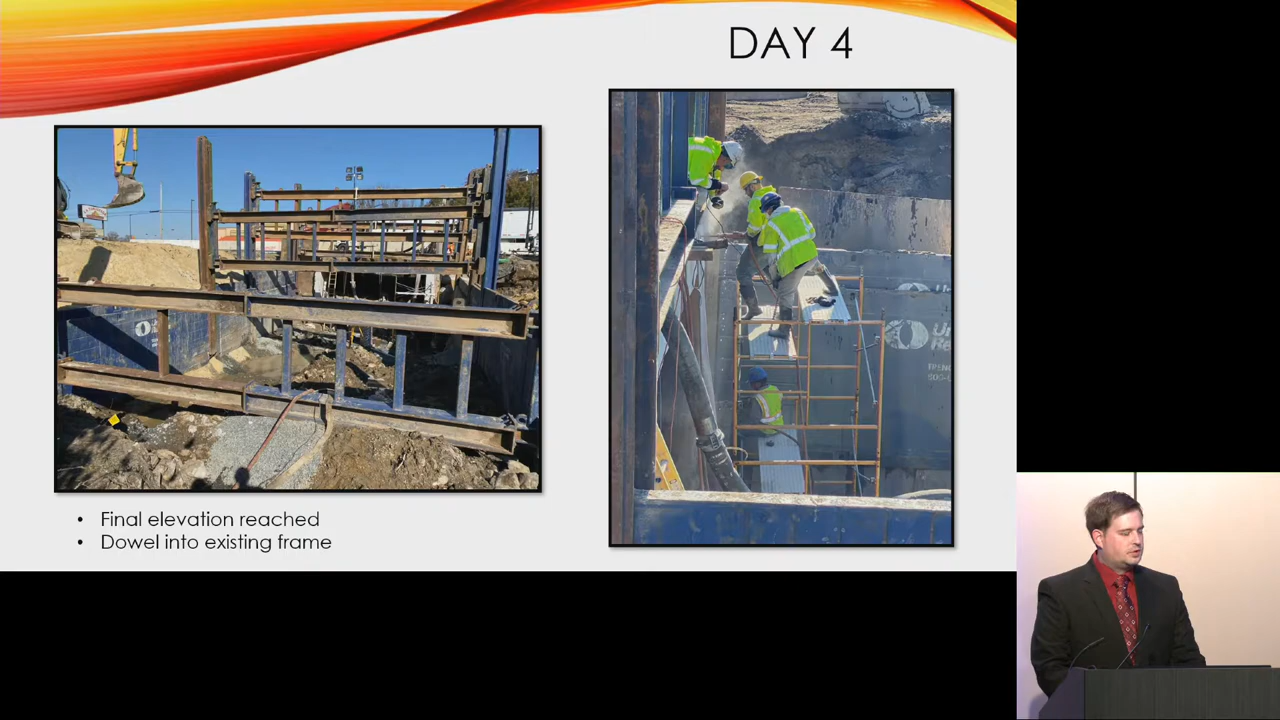 DAY 4
• Final elevation reached
• Dowel into existing frame